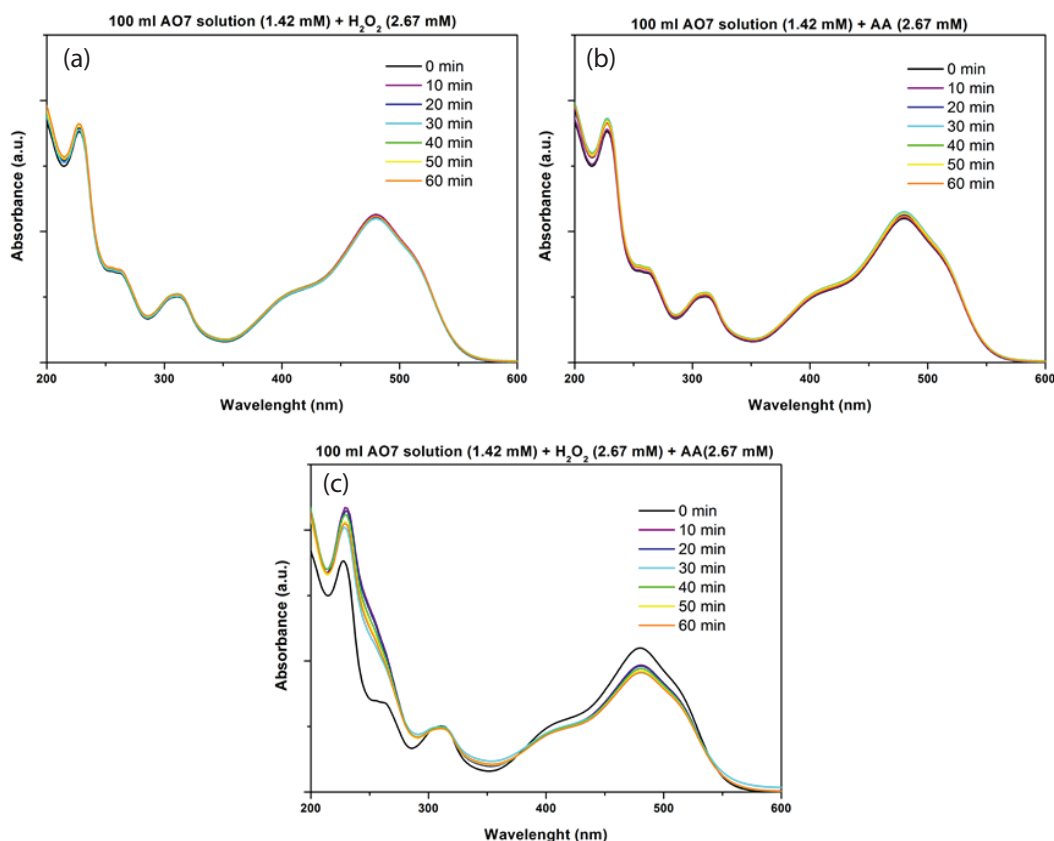 100 ml AO7 solution (1.42 mM) + H₂O₂ (2.67 mM)
(a)
0 min
10 min
20 min
30 min
40 min
50 min
60 min
Absorbance (a.u.)
200
300
400
500
600
Wavelenght (nm)
100 ml AO7 solution (1.42 mM) + AA (2.67 mM)
(b)
0 min
10 min
20 min
30 min
40 min
50 min
60 min
Absorbance (a.u.)
200
300
400
500
600
Wavelenght (nm)
100 ml AO7 solution (1.42 mM) + H₂O₂ (2.67 mM) + AA(2.67 mM)
(c)
0 min
10 min
20 min
30 min
40 min
50 min
60 min
Absorbance (a.u.)
200
300
400
500
600
Wavelenght (nm)